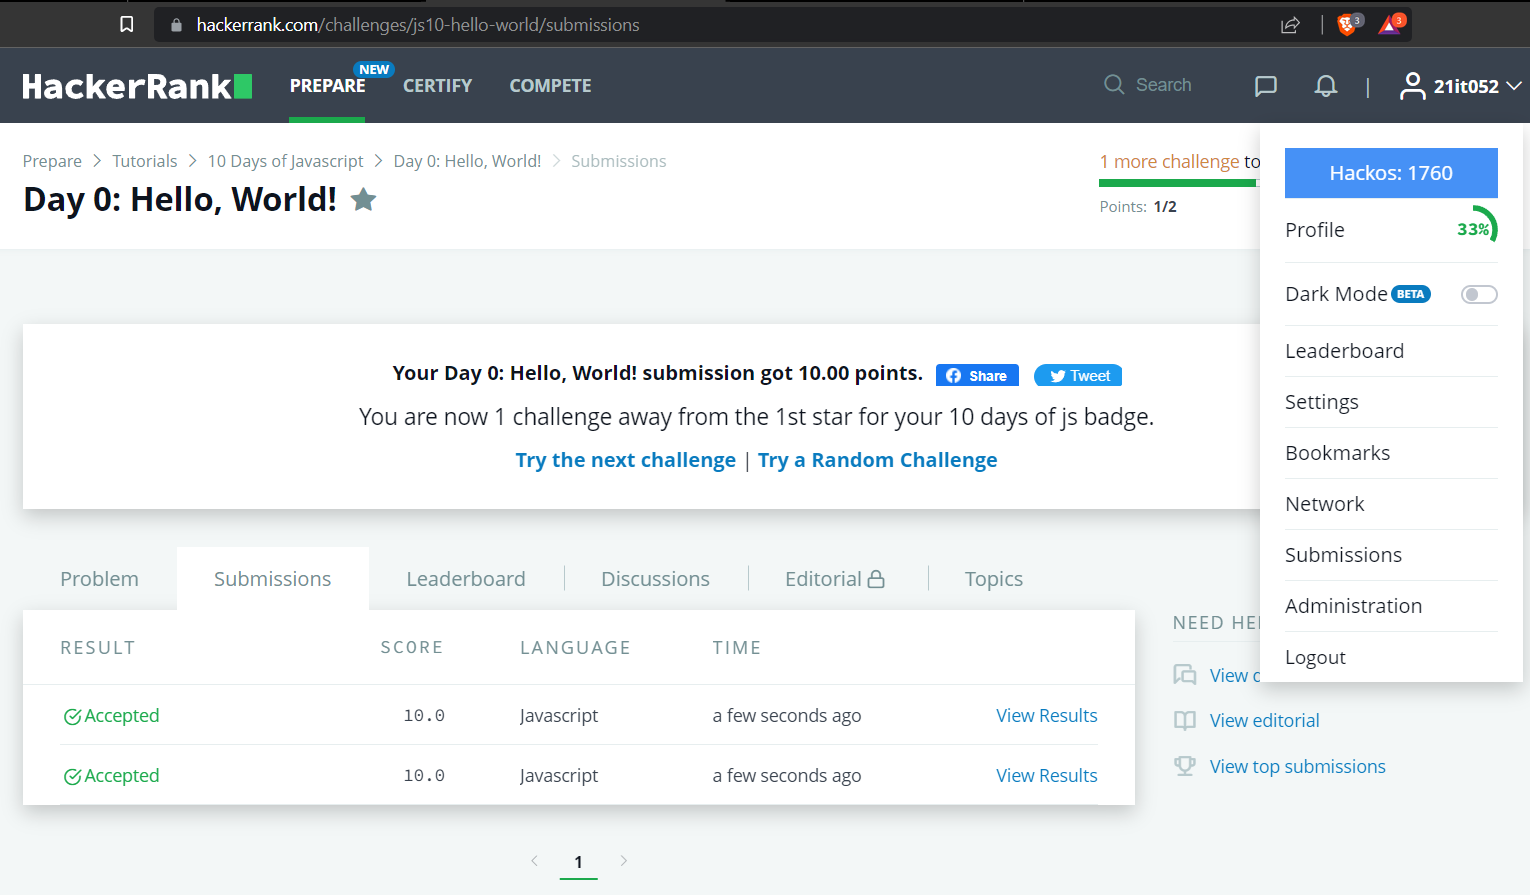 hackerrank.com/challenges/js10-hello-world/submissions
3
3
HackerRank
PREPARE
NEW
CERTIFY
COMPETE
Search
|
21it052
Prepare > Tutorials > 10 Days of Javascript > Day 0: Hello, World! > Submissions
Day 0: Hello, World!
1 more challenge to
Points: 1/2
Hackos: 1760
Profile
33%
Dark Mode BETA
Leaderboard
Settings
Bookmarks
Network
Submissions
Administration
Logout
Your Day 0: Hello, World! submission got 10.00 points.
Share
Tweet
You are now 1 challenge away from the 1st star for your 10 days of js badge.
Try the next challenge | Try a Random Challenge
Problem
Submissions
Leaderboard
Discussions
Editorial
Topics
RESULT SCORE LANGUAGE TIME
Accepted 10.0 Javascript a few seconds ago View Results
Accepted 10.0 Javascript a few seconds ago View Results
NEED
View
View editorial
View top submissions
< 1 >